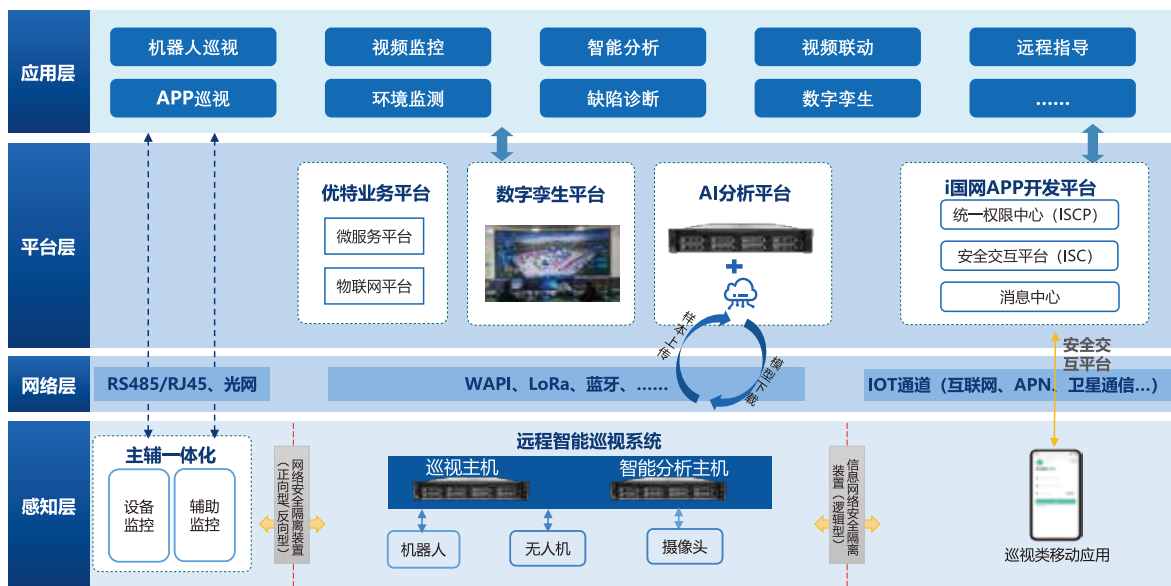 应用层
机器人巡视
视频监控
智能分析
视频联动
远程指导
APP巡视
环境监测
缺陷诊断
数字孪生
……
平台层
优特业务平台
微服务平台
物联网平台
数字孪生平台
AI分析平台
+
样本上传
模型下载
i国网APP开发平台
统一权限中心（ISCP）
安全交互平台（ISC）
消息中心
安全交
互平台
网络层
RS485/RJ45、光网
WAPI、LoRa、蓝牙、……
IOT通道（互联网、APN、卫星通信…）
感知层
主辅一体化
设备
监控
辅助
监控
网络安全隔离装置
（正向型/反向型）
远程智能巡视系统
巡视主机
智能分析主机
机器人
无人机
摄像头
信息网络安全隔离
装置（逻辑型）
巡视类移动应用